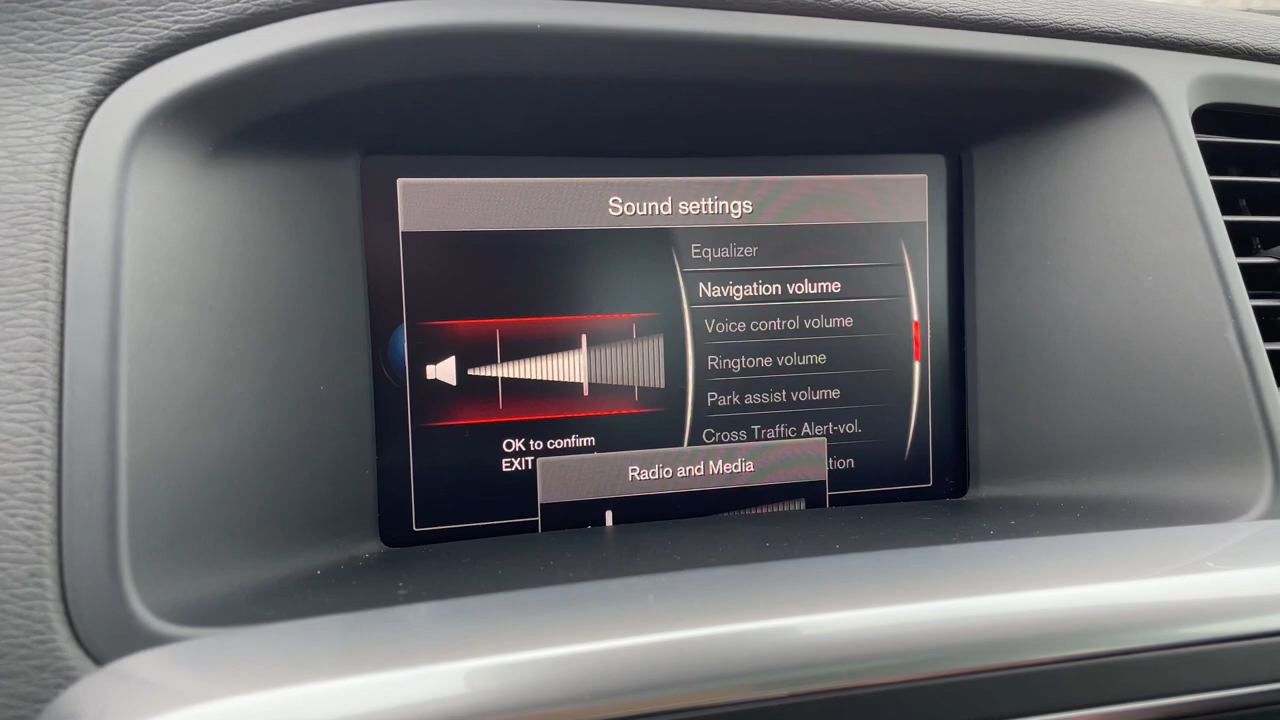 Sound settings
Equalizer
Navigation volume
Voice control volume
Ringtone volume
Park assist volume
Cross Traffic Alert-vol.
OK to confirm
EXIT
Radio and Media